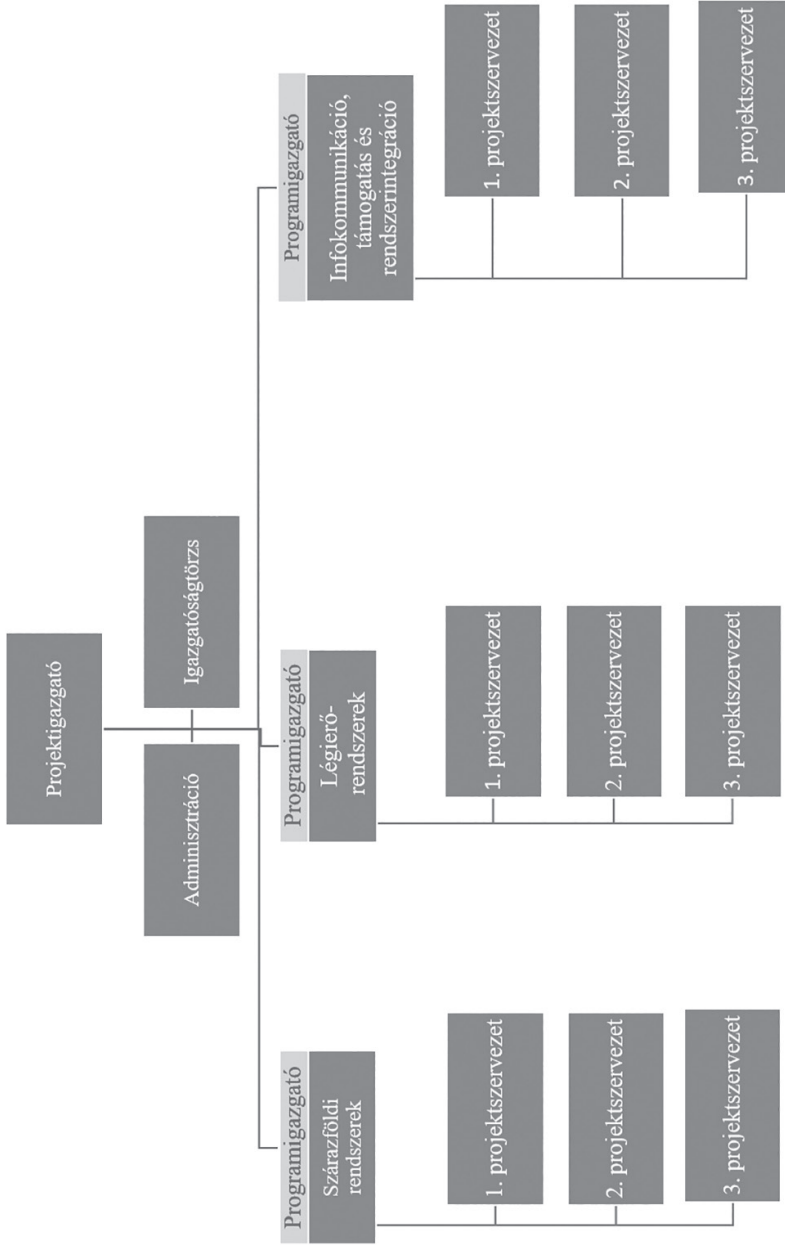 Projektigazgató
Adminisztráció
Igazgatóságtörzs
Programigazgató
Szárazföldi
rendszerek
1. projektszervezet
2. projektszervezet
3. projektszervezet
Programigazgató
Légierő-
rendszerek
1. projektszervezet
2. projektszervezet
3. projektszervezet
Programigazgató
Infokommunikáció,
támogatás és
rendszerintegráció
1. projektszervezet
2. projektszervezet
3. projektszervezet